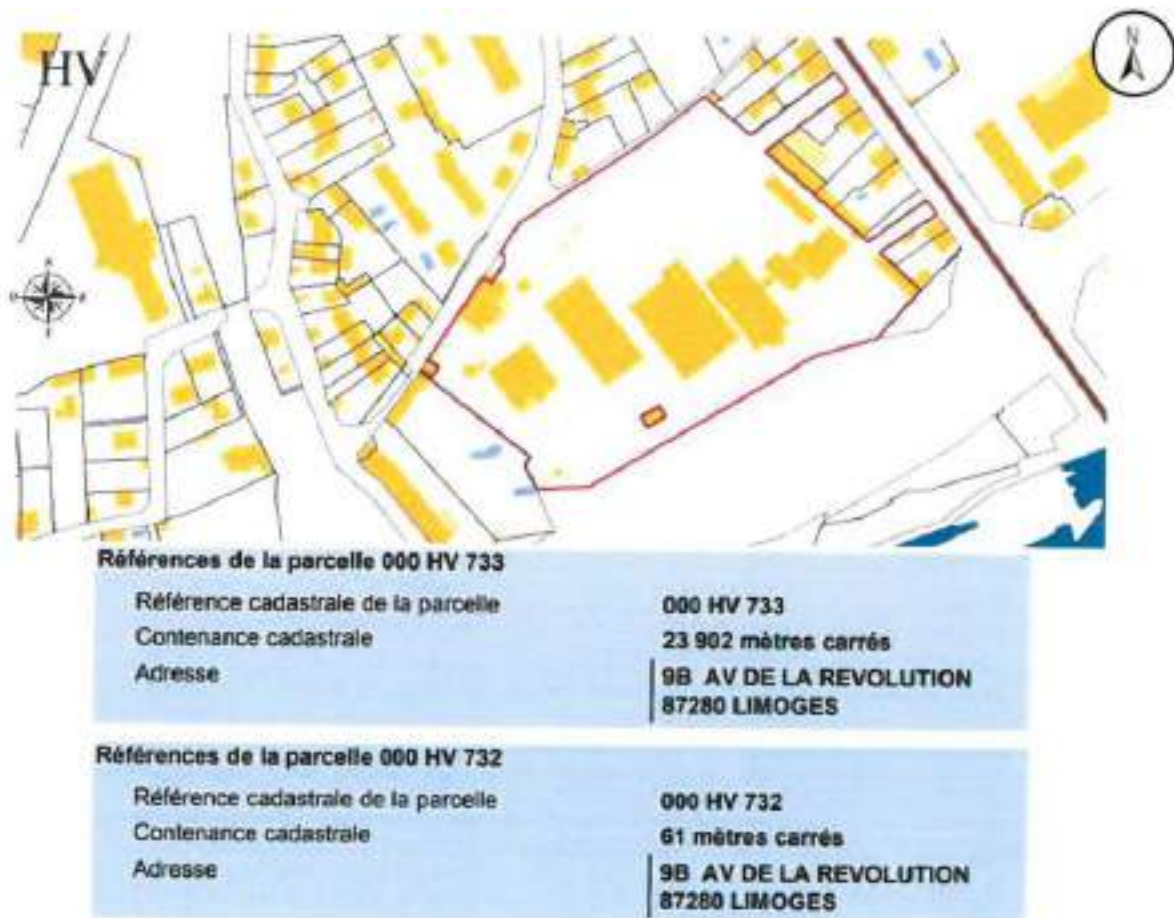 HV
N
Références de la parcelle 000 HV 733
Référence cadastrale de la parcelle 000 HV 733
Contenance cadastrale 23 902 mètres carrés
Adresse 9B AV DE LA REVOLUTION
87280 LIMOGES
Références de la parcelle 000 HV 732
Référence cadastrale de la parcelle 000 HV 732
Contenance cadastrale 61 mètres carrés
Adresse 9B AV DE LA REVOLUTION
87280 LIMOGES